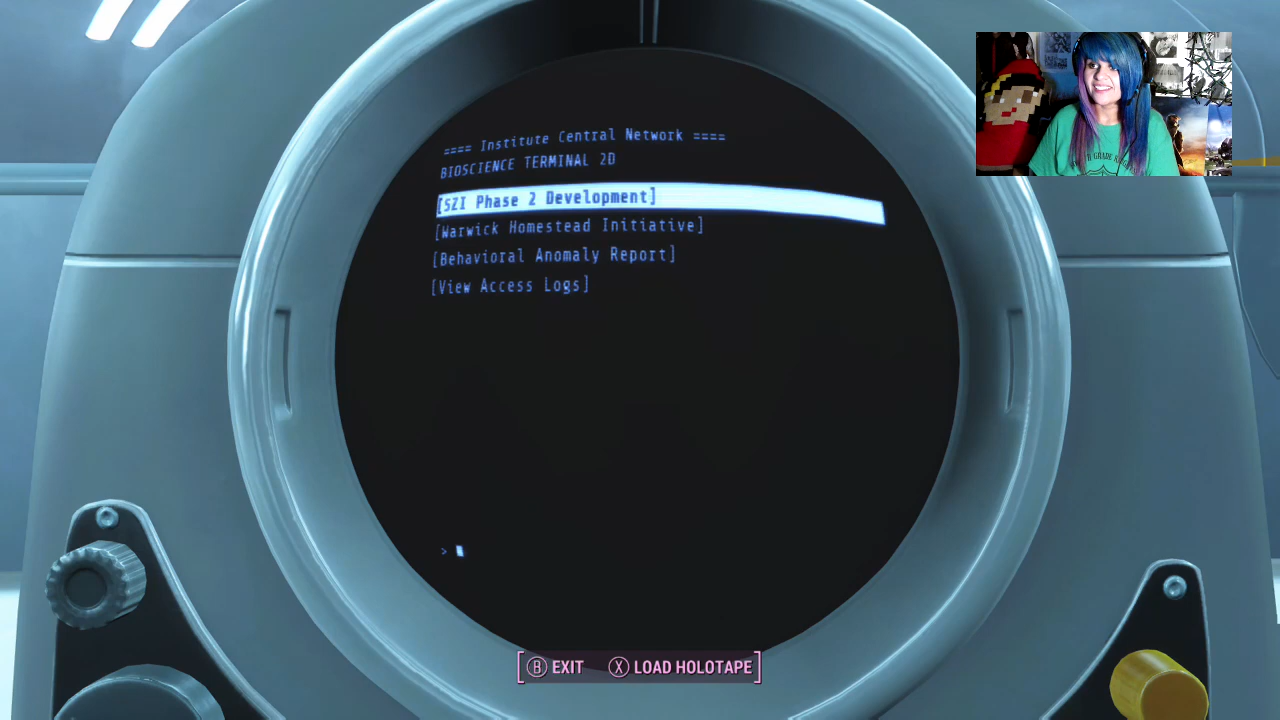 ==== Institute Central Network ====
BIOSCIENCE TERMINAL 2D
[SZI Phase 2 Development]
[Warwick Homestead Initiative]
[Behavioral Anomaly Report]
[View Access Logs]
>
B EXIT X LOAD HOLOTAPE
B GRADE